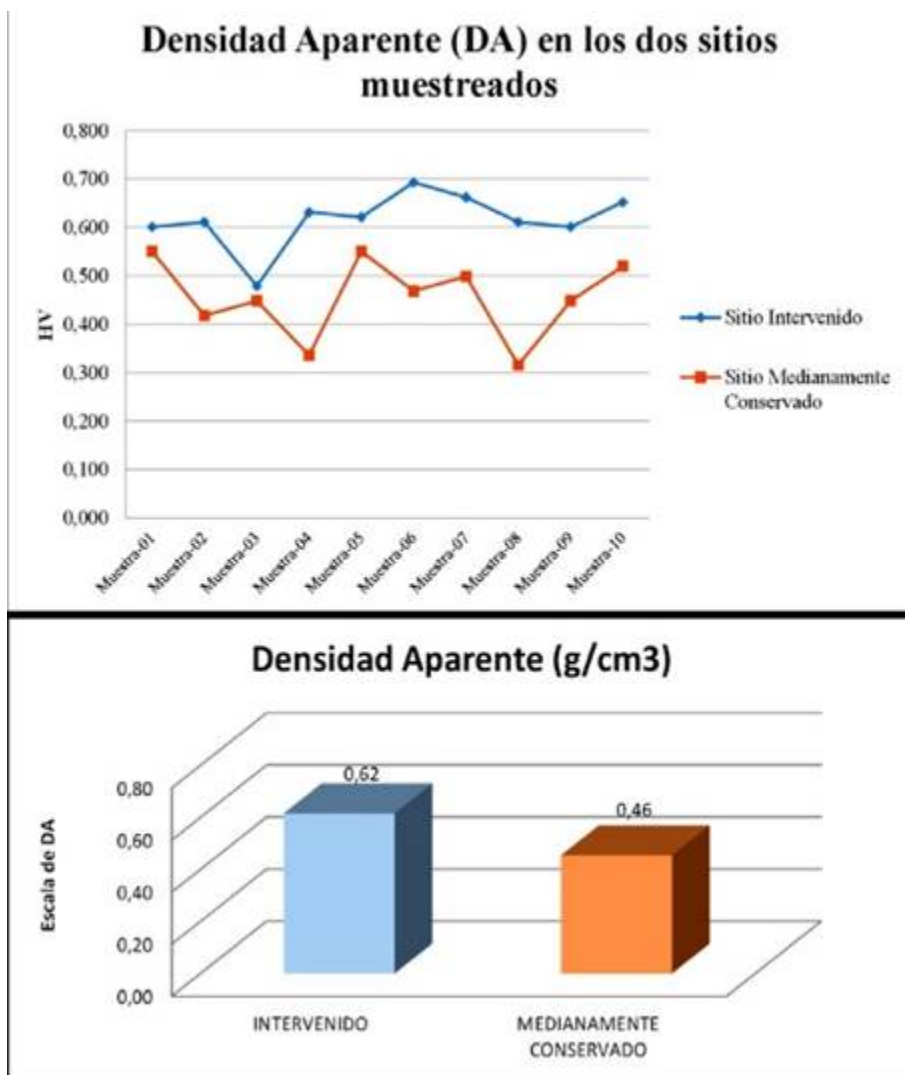 Densidad Aparente (DA) en los dos sitios
muestreados
0,800
0,700
0,600
0,500
0,400
0,300
0,200
0,100
0,000
HV
Muestra-01
Muestra-02
Muestra-03
Muestra-04
Muestra-05
Muestra-06
Muestra-07
Muestra-08
Muestra-09
Muestra-10
Sitio Intervenido
Sitio Medianamente
Conservado
Densidad Aparente (g/cm3)
0,80
0,60
0,40
0,20
0,00
Escala de DA
0,62
0,46
INTERVENIDO
MEDIANAMENTE
CONSERVADO